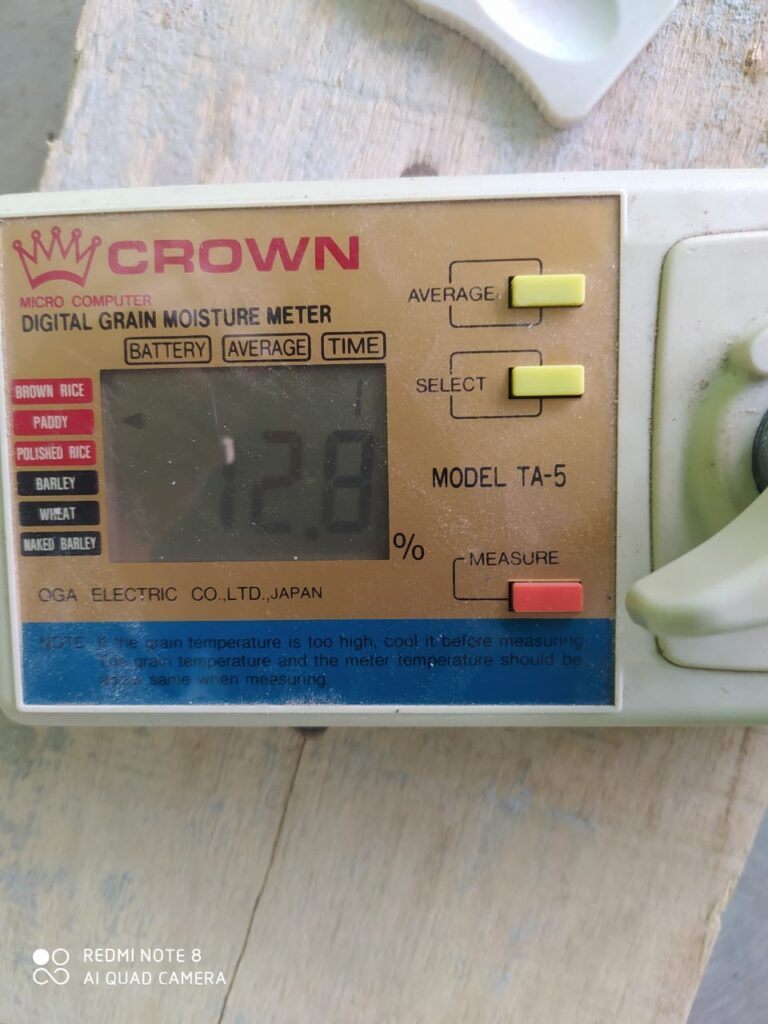 CROWN
MICRO COMPUTER
DIGITAL GRAIN MOISTURE METER
BATTERY AVERAGE TIME
BROWN RICE
PADDY
POLISHED RICE
BARLEY
WHEAT
NAKED BARLEY
1
12.8
%
AVERAGE
SELECT
MODEL TA-5
MEASURE
OGA ELECTRIC CO.,LTD.,JAPAN
NOTE: If the grain temperature is too high, cool it before measuring
The grain temperature and the meter temperature should be
same when measuring.
REDMI NOTE 8
AI QUAD CAMERA